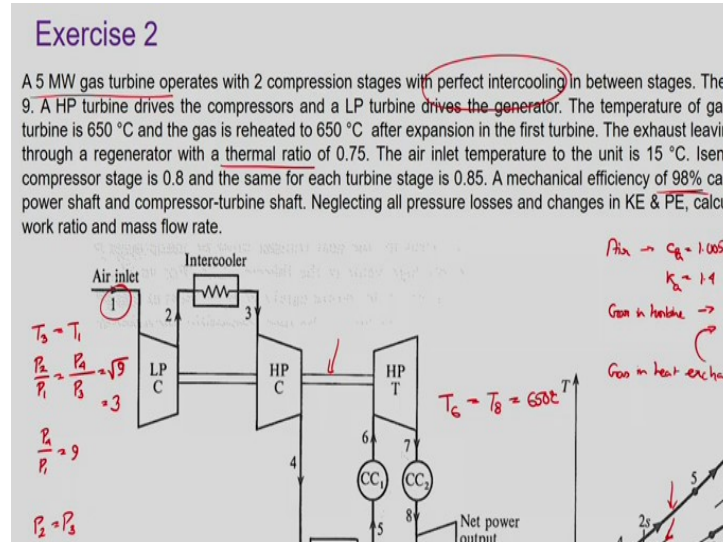 Exercise 2
A 5 MW gas turbine operates with 2 compression stages with perfect intercooling in between stages. The
9. A HP turbine drives the compressors and a LP turbine drives the generator. The temperature of ga
turbine is 650 °C and the gas is reheated to 650 °C after expansion in the first turbine. The exhaust leavi
through a regenerator with a thermal ratio of 0.75. The air inlet temperature to the unit is 15 °C. Isen
compressor stage is 0.8 and the same for each turbine stage is 0.85. A mechanical efficiency of 98% ca
power shaft and compressor-turbine shaft. Neglecting all pressure losses and changes in KE & PE, calcu
work ratio and mass flow rate.
Air → Ca = 1.005
Ka = 1.4
Gas in turbine →
Gas in heat excha
Intercooler
Air inlet
1
2
3
T3 = T1
P2/P1 = P4/P3 = √9
= 3
P4/P1 = 9
P2 = P3
LP
C
HP
C
HP
T
T6 = T8 = 650℃
T
6
7
4
CC1
CC2
5
8
Net power
output
5
2s
4